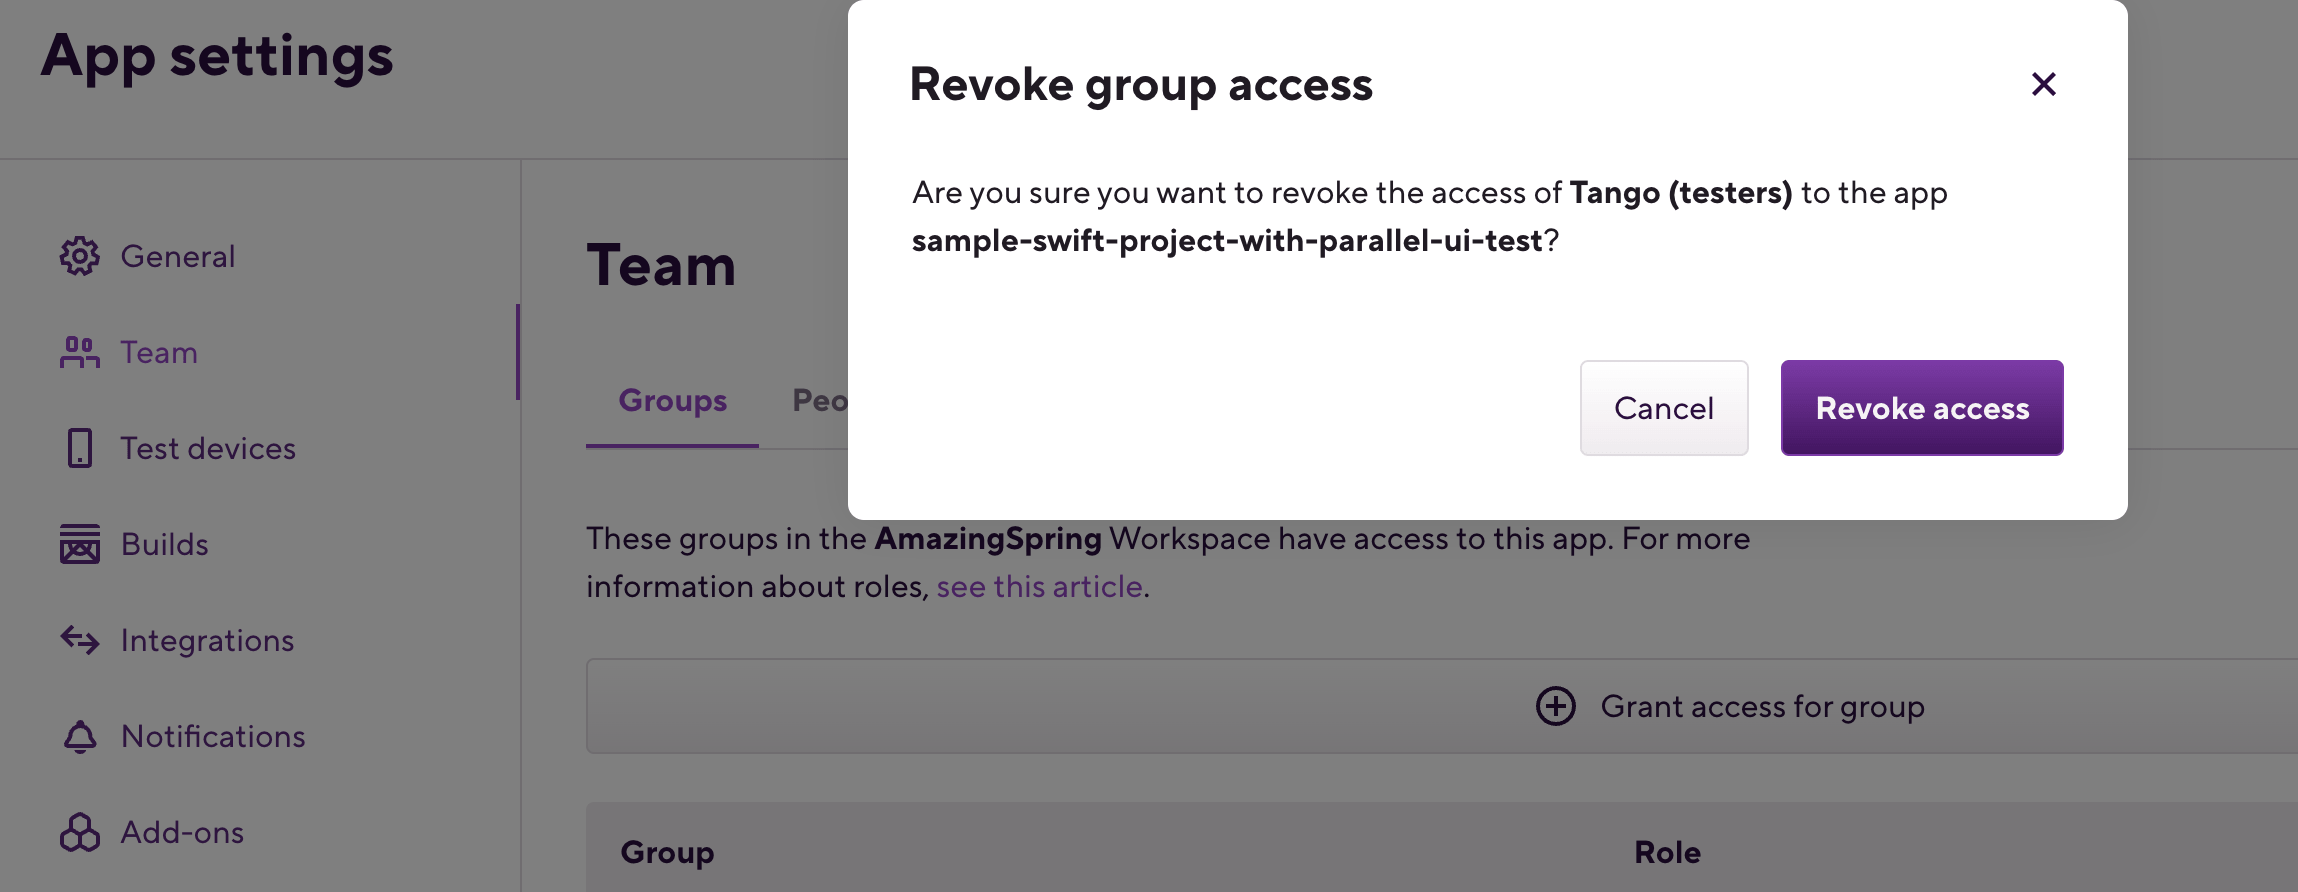 App settings
Revoke group access
Are you sure you want to revoke the access of Tango (testers) to the app
sample-swift-project-with-parallel-ui-test?
Cancel
Revoke access
General
Team
Test devices
Builds
Integrations
Notifications
Add-ons
Team
Groups
Peo
These groups in the AmazingSpring Workspace have access to this app. For more
information about roles, see this article.
Grant access for group
Group
Role